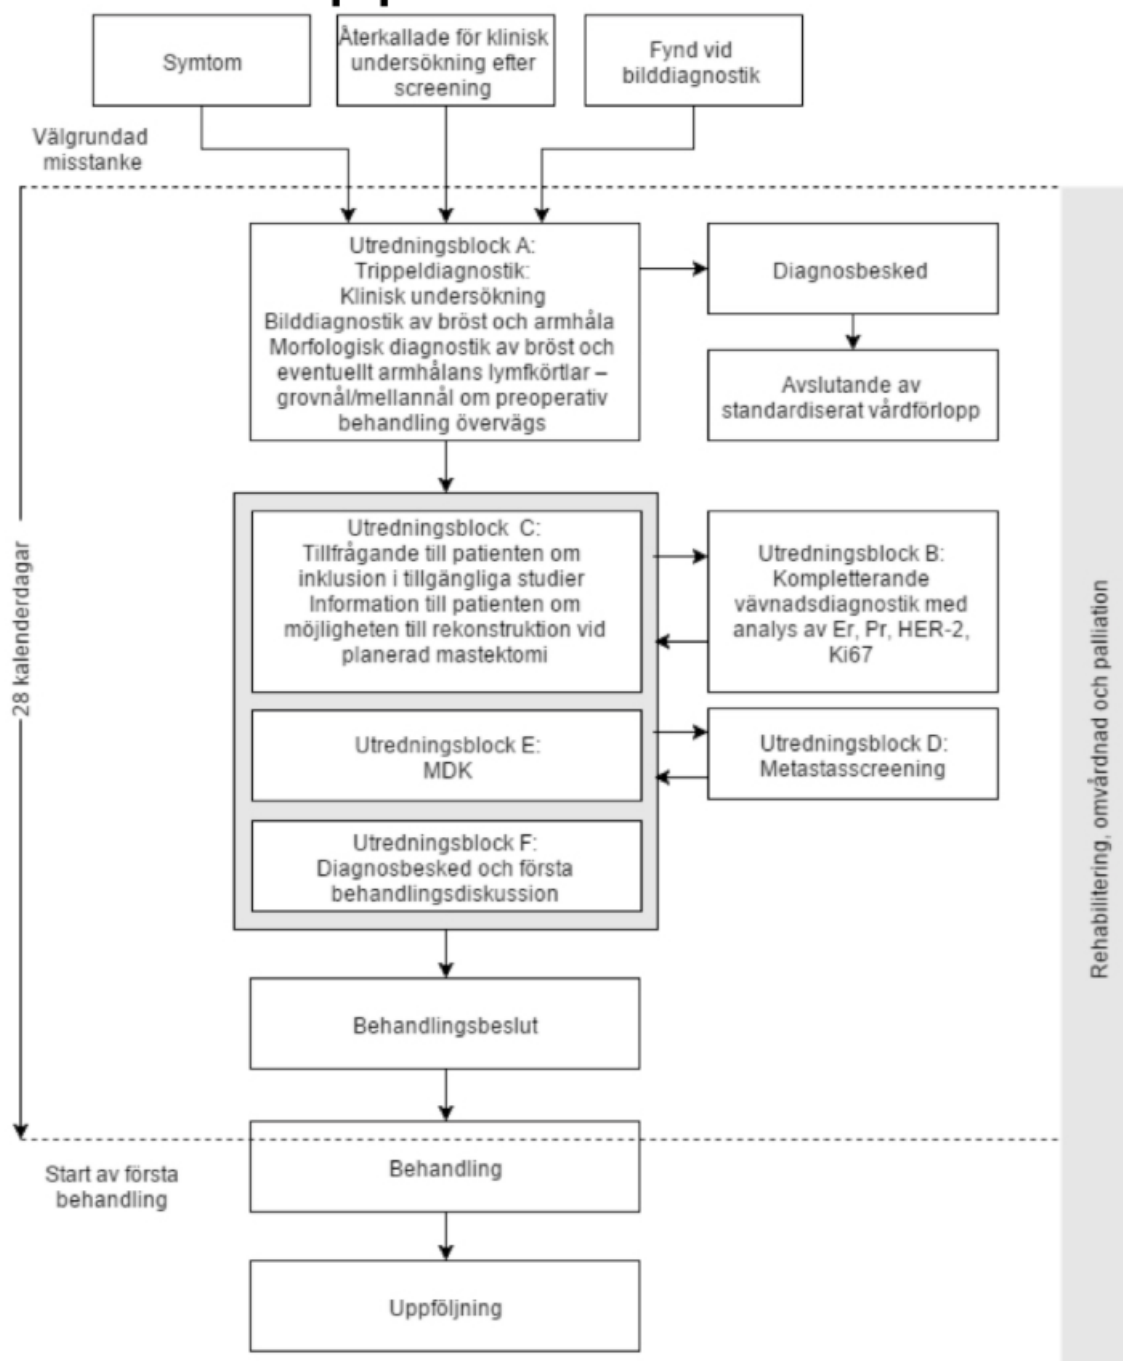 Symtom
Återkallade för klinisk
undersökning efter
screening
Fynd vid
bilddiagnostik
Välgrundad
misstanke
Utredningsblock A:
Trippeldiagnostik:
Klinisk undersökning
Bilddiagnostik av bröst och armhåla
Morfologisk diagnostik av bröst och
eventuellt armhålans lymfkörtlar –
grovnål/mellannål om preoperativ
behandling övervägs
Diagnosbesked
Avslutande av
standardiserat vårdförlopp
28 kalenderdagar
Utredningsblock C:
Tillfrågande till patienten om
inklusion i tillgängliga studier
Information till patienten om
möjligheten till rekonstruktion vid
planerad mastektomi
Utredningsblock B:
Kompletterande
vävnadsdiagnostik med
analys av Er, Pr, HER-2,
Ki67
Utredningsblock E:
MDK
Utredningsblock D:
Metastasscreening
Utredningsblock F:
Diagnosbesked och första
behandlingsdiskussion
Rehabilitering, omvårdnad och palliation
Behandlingsbeslut
Start av första
behandling
Behandling
Uppföljning